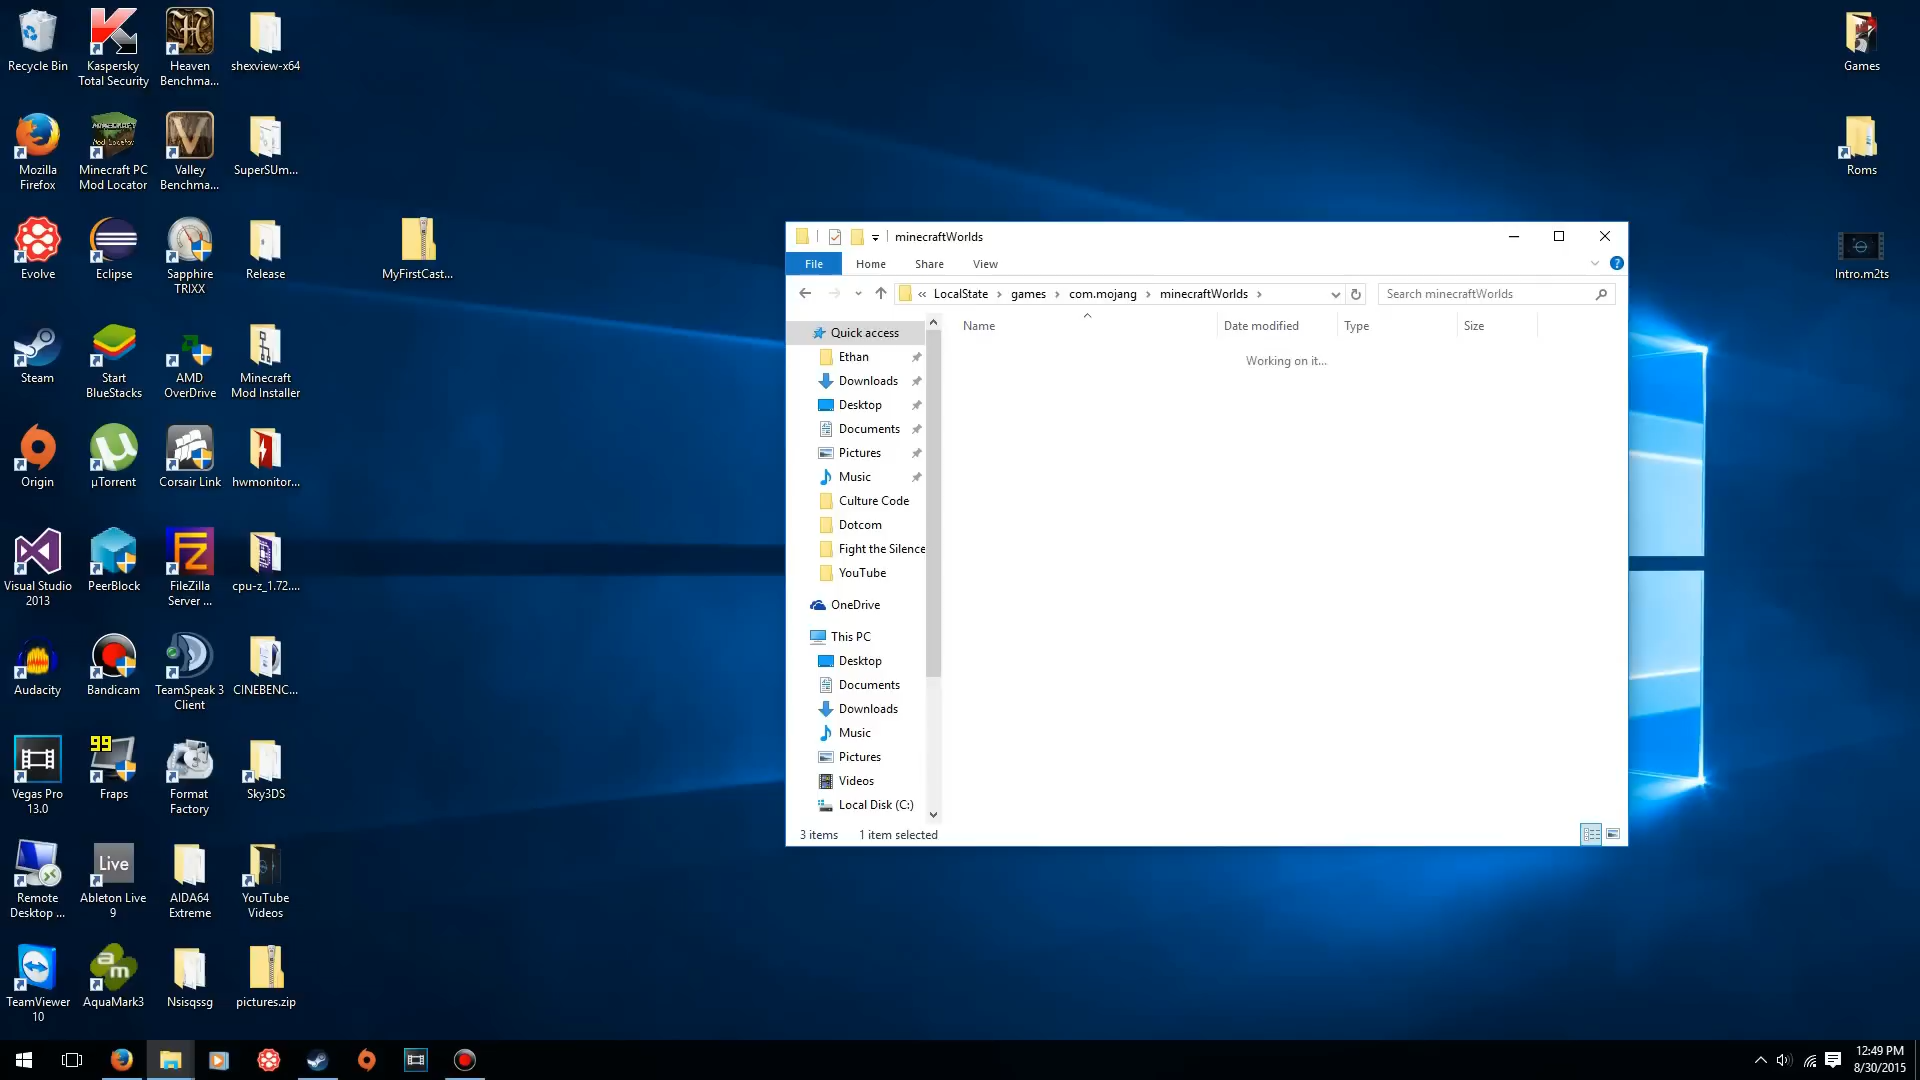 Recycle Bin
Kaspersky
Total Security
Heaven
Benchma...
shexview-x64
Games
Mozilla
Firefox
Minecraft PC
Mod Locator
Valley
Benchma...
SuperSUm...
Roms
Evolve
Eclipse
Sapphire
TRIXX
Release
MyFirstCast...
Intro.m2ts
Steam
Start
BlueStacks
AMD
OverDrive
Minecraft
Mod Installer
Origin
µTorrent
Corsair Link
hwmonitor...
Visual Studio
2013
PeerBlock
FileZilla
Server ...
cpu-z_1.72....
Audacity
Bandicam
TeamSpeak 3
Client
CINEBENC...
Vegas Pro
13.0
99
Fraps
Format
Factory
Sky3DS
Remote
Desktop ...
Live
Ableton Live
9
AIDA64
Extreme
YouTube
Videos
TeamViewer
10
am
AquaMark3
Nsisqssg
pictures.zip
minecraftWorlds
File Home Share View
« LocalState › games › com.mojang › minecraftWorlds ›
Search minecraftWorlds
Name Date modified Type Size
Working on it...
Quick access
Ethan
Downloads
Desktop
Documents
Pictures
Music
Culture Code
Dotcom
Fight the Silence
YouTube
OneDrive
This PC
Desktop
Documents
Downloads
Music
Pictures
Videos
Local Disk (C:)
3 items 1 item selected
12:49 PM
8/30/2015